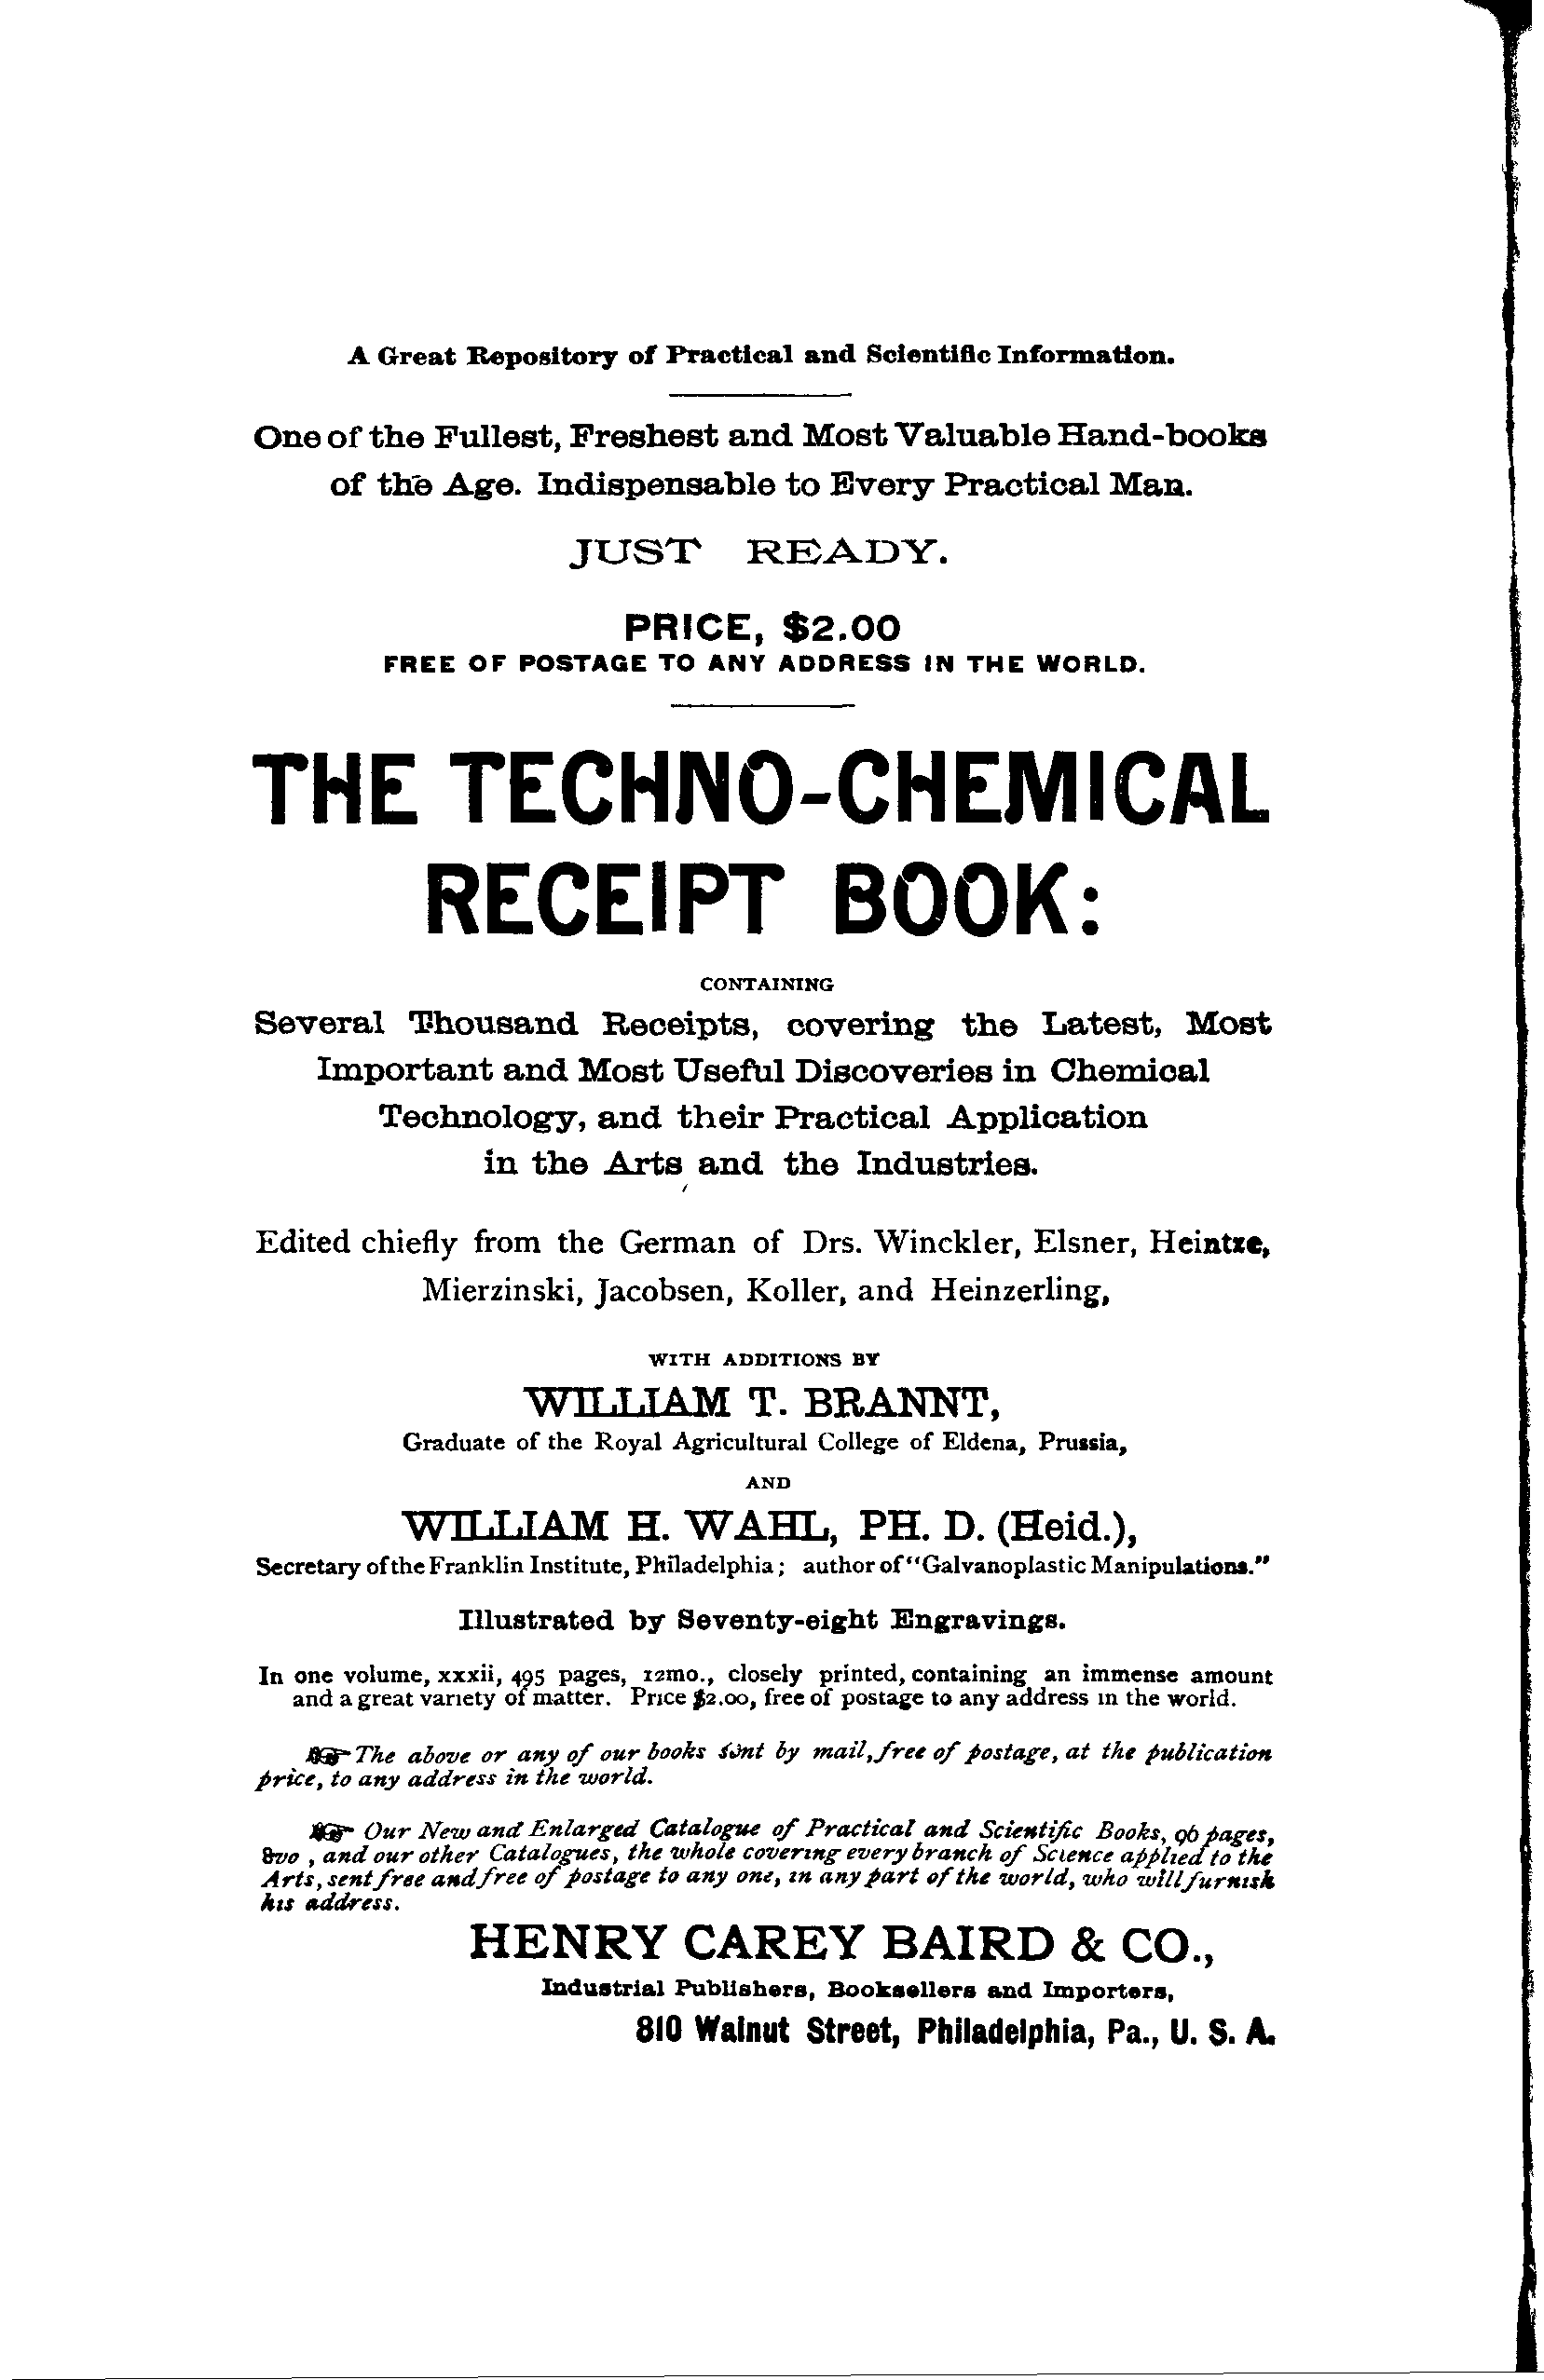 A Great Repository of Practical and Scientific Information.
One of the Fullest, Freshest and Most Valuable Hand-books
of the Age. Indispensable to Every Practical Man.
JUST READY.
PRICE, $2.00
FREE OF POSTAGE TO ANY ADDRESS IN THE WORLD.
THE TECHNO-CHEMICAL
RECEIPT BOOK:
CONTAINING
Several Thousand Receipts, covering the Latest, Most
Important and Most Useful Discoveries in Chemical
Technology, and their Practical Application
in the Arts and the Industries.
Edited chiefly from the German of Drs. Winckler, Elsner, Heintze,
Mierzinski, Jacobsen, Koller, and Heinzerling,
WITH ADDITIONS BY
WILLIAM T. BRANNT,
Graduate of the Royal Agricultural College of Eldena, Prussia,
AND
WILLIAM H. WAHL, PH. D. (Heid.),
Secretary of the Franklin Institute, Philadelphia; author of "Galvanoplastic Manipulations."
Illustrated by Seventy-eight Engravings.
In one volume, xxxii, 495 pages, 12mo., closely printed, containing an immense amount
and a great variety of matter. Price $2.00, free of postage to any address in the world.
☞ The above or any of our books sent by mail, free of postage, at the publication
price, to any address in the world.
☞ Our New and Enlarged Catalogue of Practical and Scientific Books, 96 pages,
8vo, and our other Catalogues, the whole covering every branch of Science applied to the
Arts, sent free and free of postage to any one, in any part of the world, who will furnish
his address.
HENRY CAREY BAIRD & CO.,
Industrial Publishers, Booksellers and Importers,
810 Walnut Street, Philadelphia, Pa., U. S. A.